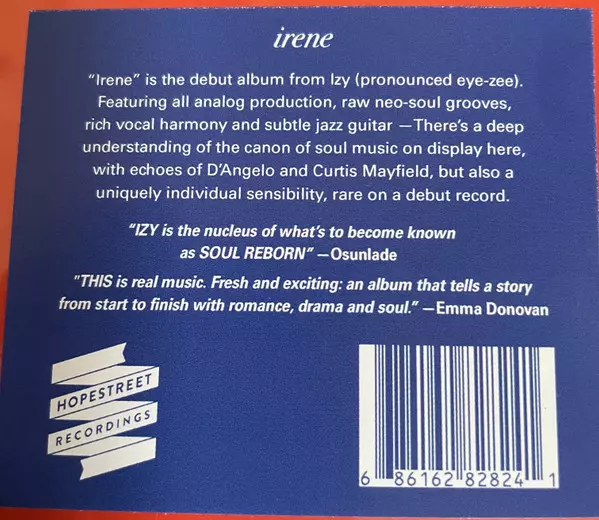 irene
“Irene” is the debut album from Izy (pronounced eye-zee).
Featuring all analog production, raw neo-soul grooves,
rich vocal harmony and subtle jazz guitar —There’s a deep
understanding of the canon of soul music on display here,
with echoes of D’Angelo and Curtis Mayfield, but also a
uniquely individual sensibility, rare on a debut record.
“IZY is the nucleus of what’s to become known
as SOUL REBORN” —Osunlade
"THIS is real music. Fresh and exciting: an album that tells a story
from start to finish with romance, drama and soul.” —Emma Donovan
HOPESTREET
RECORDINGS
6 86162 82824 1